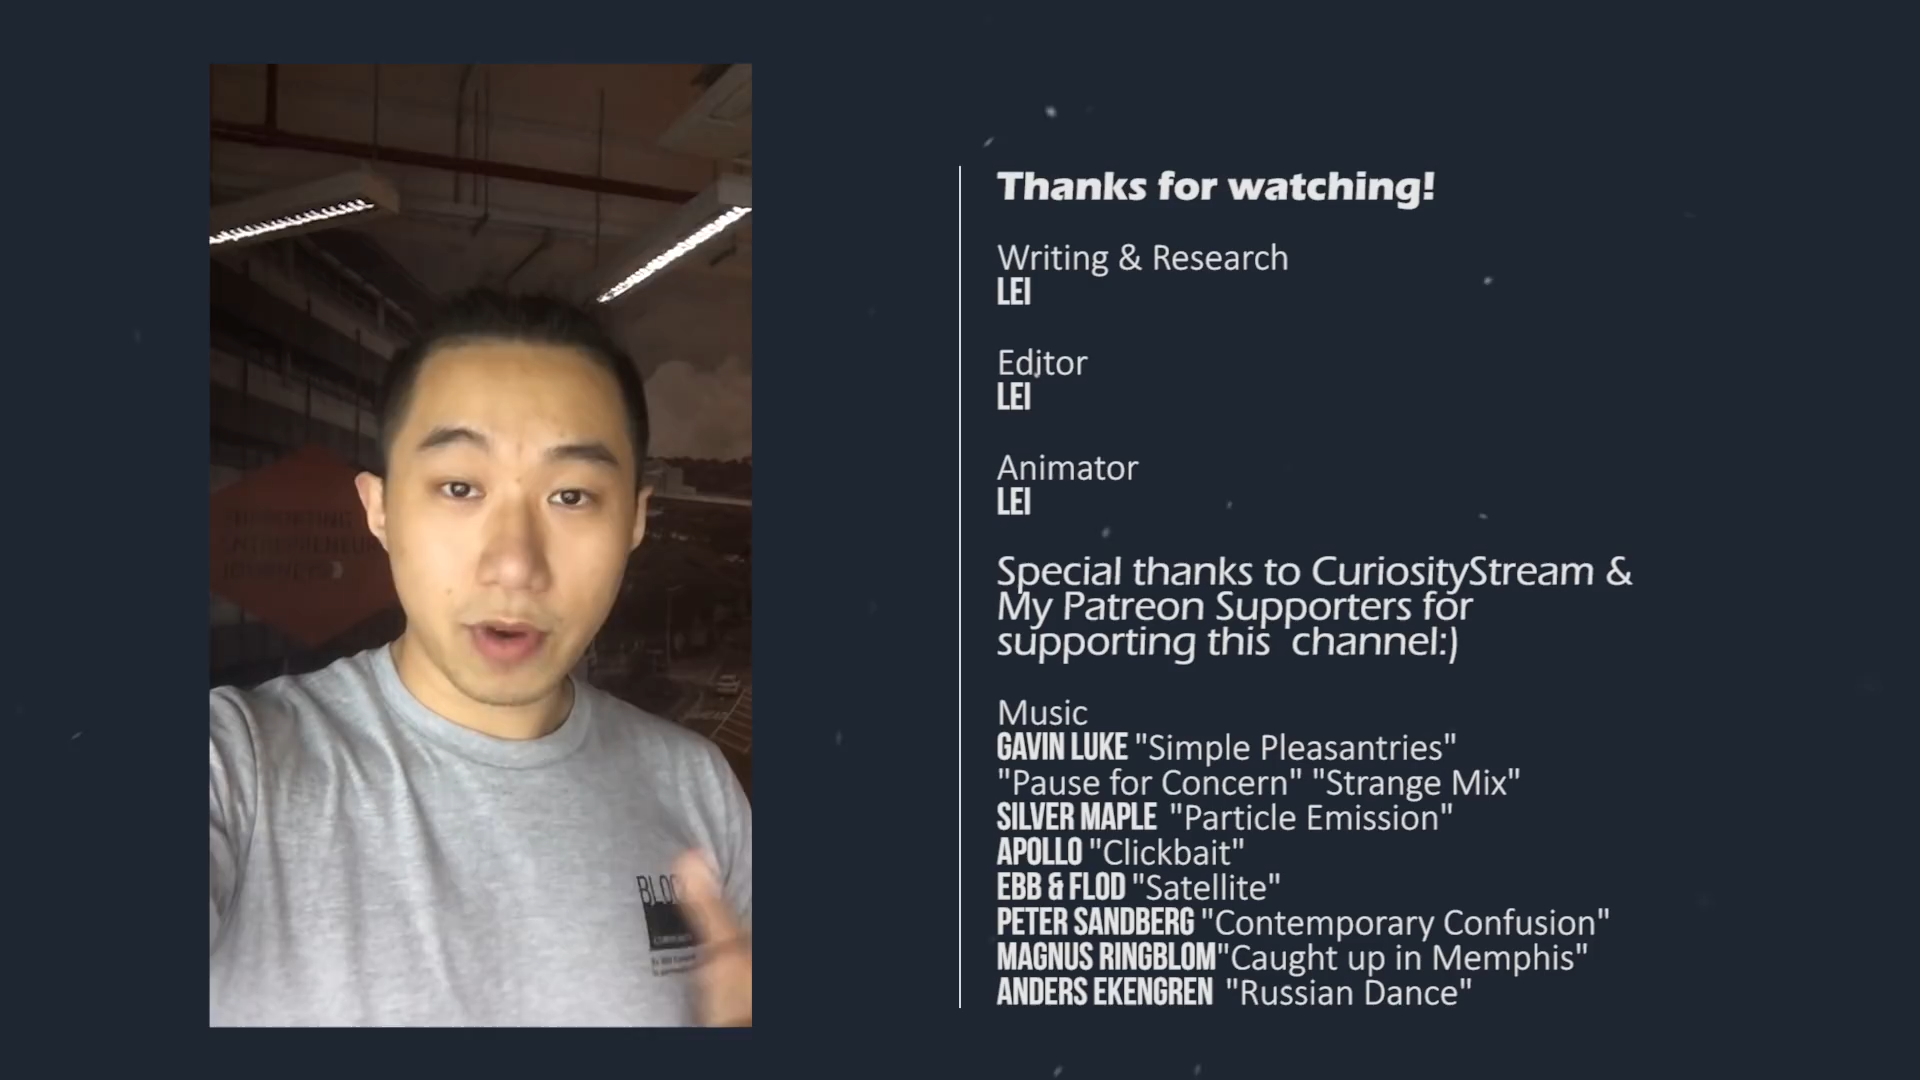 Thanks for watching!
Writing & Research
LEI
Editor
LEI
Animator
LEI
Special thanks to CuriosityStream &
My Patreon Supporters for
supporting this channel:)
Music
GAVIN LUKE "Simple Pleasantries"
"Pause for Concern" "Strange Mix"
SILVER MAPLE "Particle Emission"
APOLLO "Clickbait"
EBB & FLOD "Satellite"
PETER SANDBERG "Contemporary Confusion"
MAGNUS RINGBLOM"Caught up in Memphis"
ANDERS EKENGREN "Russian Dance"